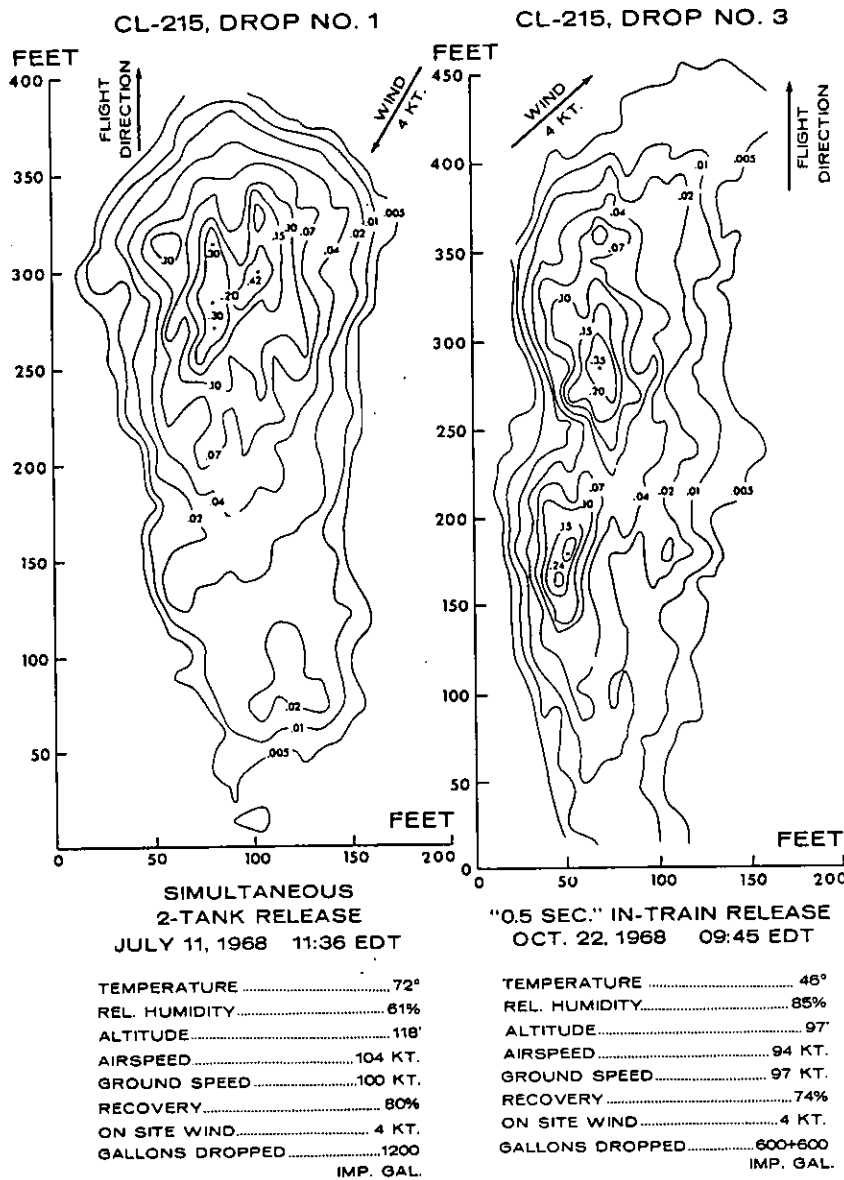 CL-215, DROP NO. 1
FEET
400
350
300
250
200
150
100
50
0
50
100
150
200
FEET
FLIGHT
DIRECTION
WIND
4 KT.
.005
.01
.02
.04
.07
.10
.15
.10
.30
.42
.20
.30
.10
.07
.04
.02
.02
.01
.005
SIMULTANEOUS
2-TANK RELEASE
JULY 11, 1968 11:36 EDT
TEMPERATURE 72°
REL. HUMIDITY 61%
ALTITUDE 118'
AIRSPEED 104 KT.
GROUND SPEED 100 KT.
RECOVERY 80%
ON SITE WIND 4 KT.
GALLONS DROPPED 1200
IMP. GAL.
CL-215, DROP NO. 3
FEET
450
400
350
300
250
200
150
100
50
0
50
100
150
200
FEET
WIND
4 KT.
FLIGHT
DIRECTION
.005
.01
.02
.04
.07
.10
.15
.20
.07
.10
.04
.02
.01
.005
.15
.24
"0.5 SEC." IN-TRAIN RELEASE
OCT. 22, 1968 09:45 EDT
TEMPERATURE 46°
REL. HUMIDITY 85%
ALTITUDE 97'
AIRSPEED 94 KT.
GROUND SPEED 97 KT.
RECOVERY 74%
ON SITE WIND 4 KT.
GALLONS DROPPED 600+600
IMP. GAL.